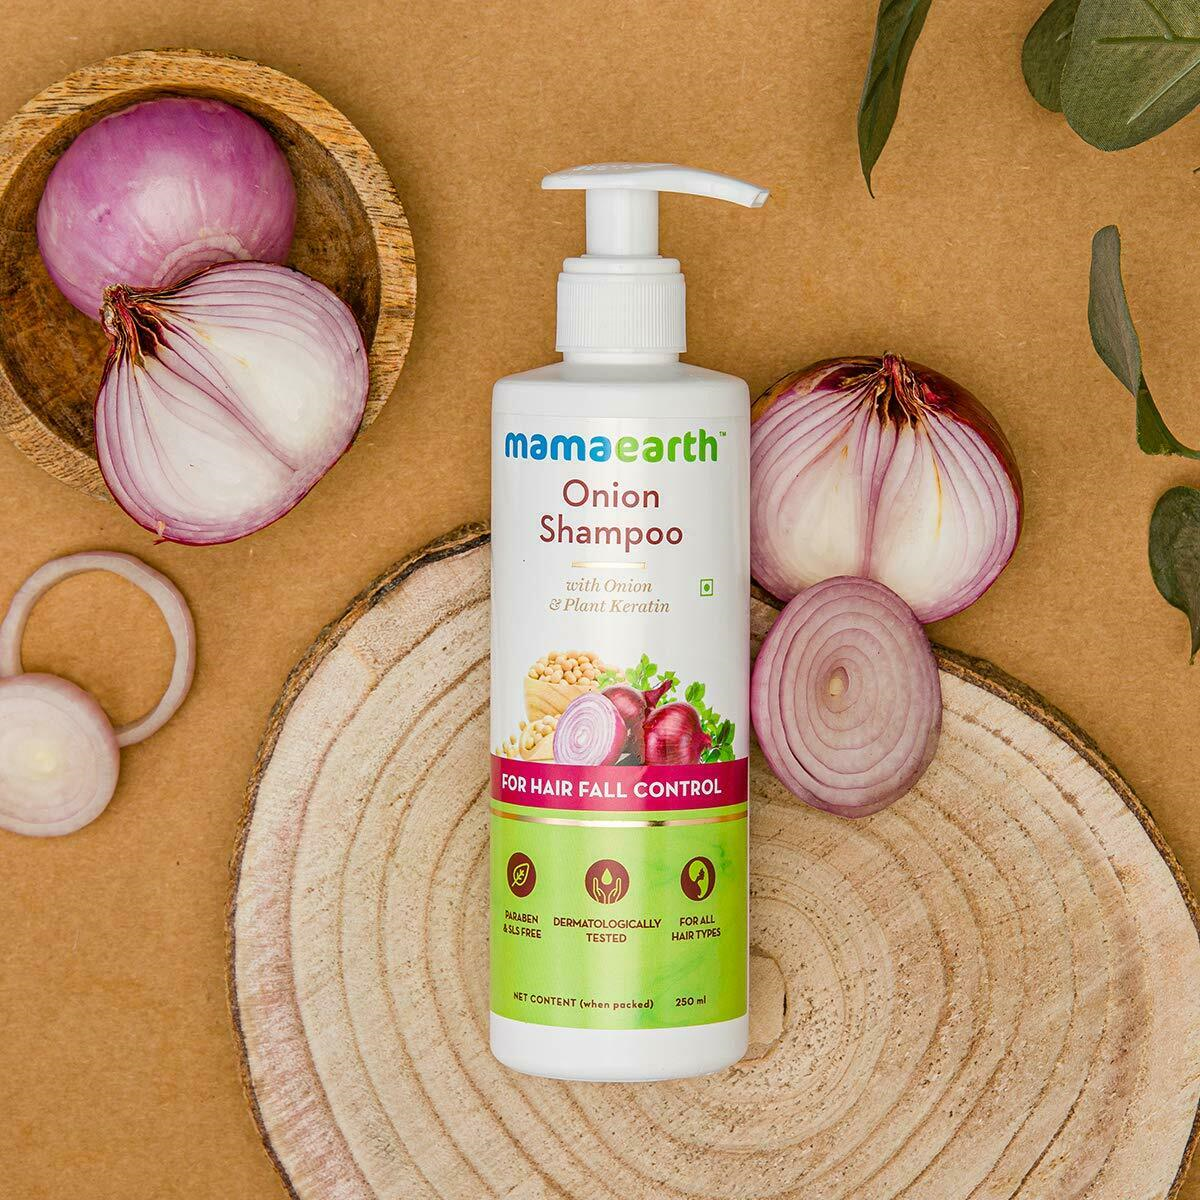 mamaearth™
Onion
Shampoo
with Onion
& Plant Keratin
FOR HAIR FALL CONTROL
PARABEN
& SLS FREE
DERMATOLOGICALLY
TESTED
FOR ALL
HAIR TYPES
NET CONTENT (when packed) 250 ml